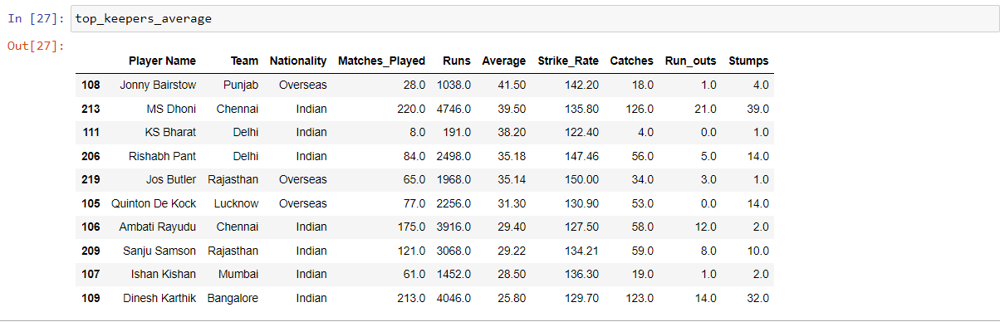 In [27]: top_keepers_average
Out[27]:
Player Name Team Nationality Matches_Played Runs Average Strike_Rate Catches Run_outs Stumps
108 Jonny Bairstow Punjab Overseas 28.0 1038.0 41.50 142.20 18.0 1.0 4.0
213 MS Dhoni Chennai Indian 220.0 4746.0 39.50 135.80 126.0 21.0 39.0
111 KS Bharat Delhi Indian 8.0 191.0 38.20 122.40 4.0 0.0 1.0
206 Rishabh Pant Delhi Indian 84.0 2498.0 35.18 147.46 56.0 5.0 14.0
219 Jos Butler Rajasthan Overseas 65.0 1968.0 35.14 150.00 34.0 3.0 1.0
105 Quinton De Kock Lucknow Overseas 77.0 2256.0 31.30 130.90 53.0 0.0 14.0
106 Ambati Rayudu Chennai Indian 175.0 3916.0 29.40 127.50 58.0 12.0 2.0
209 Sanju Samson Rajasthan Indian 121.0 3068.0 29.22 134.21 59.0 8.0 10.0
107 Ishan Kishan Mumbai Indian 61.0 1452.0 28.50 136.30 19.0 1.0 2.0
109 Dinesh Karthik Bangalore Indian 213.0 4046.0 25.80 129.70 123.0 14.0 32.0